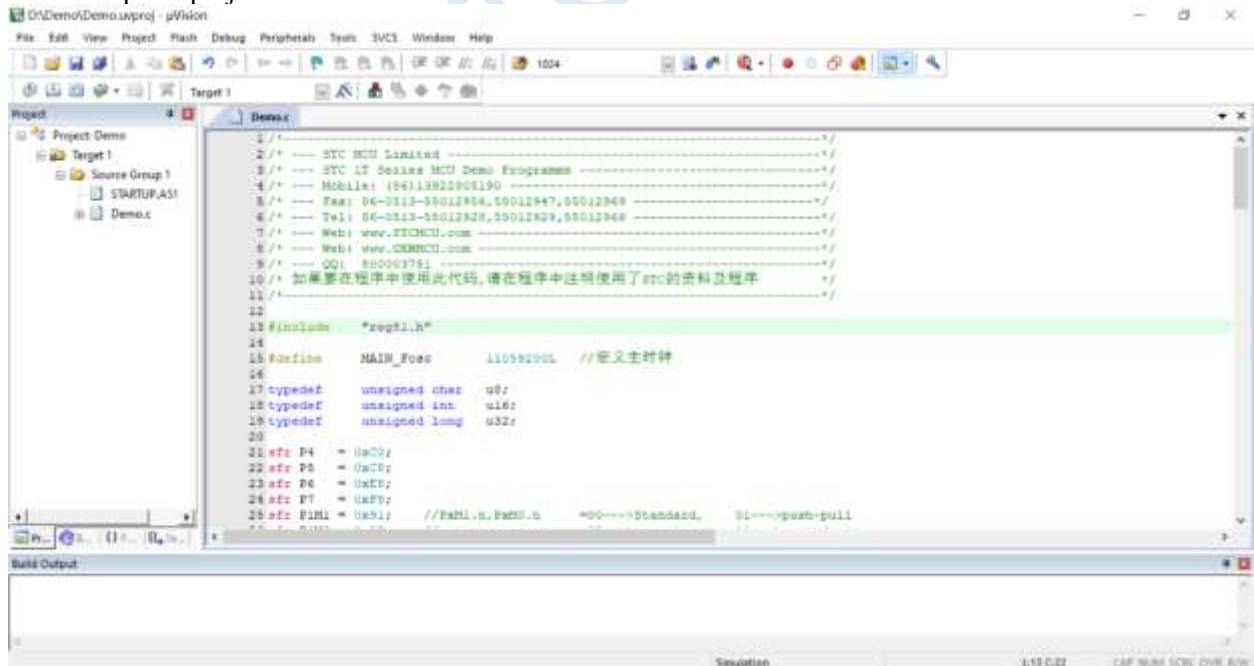 D:\Demo\Demo.uvproj - µVision
File Edit View Project Flash Debug Peripherals Tools SVCS Window Help
1024
Target 1
Project
Demo.c
Project: Demo
Target 1
Source Group 1
STARTUP.A51
Demo.c
1 /*---------------------------------------------------------------------*/
2 /* --- STC MCU Limited ------------------------------------------------*/
3 /* --- STC 1T Series MCU Demo Programme -------------------------------*/
4 /* --- Mobile: (86)13922805190 ----------------------------------------*/
5 /* --- Fax: 86-0513-55012956,55012947,55012969 ------------------------*/
6 /* --- Tel: 86-0513-55012928,55012929,55012966 ------------------------*/
7 /* --- Web: www.STCMCU.com --------------------------------------------*/
8 /* --- Web: www.GXWMCU.com --------------------------------------------*/
9 /* --- QQ: 800003751 -------------------------------------------------*/
10 /* 如果要在程序中使用此代码,请在程序中注明使用了STC的资料及程序 */
11 /*---------------------------------------------------------------------*/
12
13 #include "reg51.h"
14
15 #define MAIN_Fosc 11059200L //定义主时钟
16
17 typedef unsigned char u8;
18 typedef unsigned int u16;
19 typedef unsigned long u32;
20
21 sfr P4 = 0xC0;
22 sfr P5 = 0xC8;
23 sfr P6 = 0xE8;
24 sfr P7 = 0xF8;
25 sfr P1M1 = 0x91; //PxM1.n,PxM0.n =00--->Standard, 01--->push-pull
Build Output
Simulation
L:13 C:22
CAP NUM SCRL OVR R/W